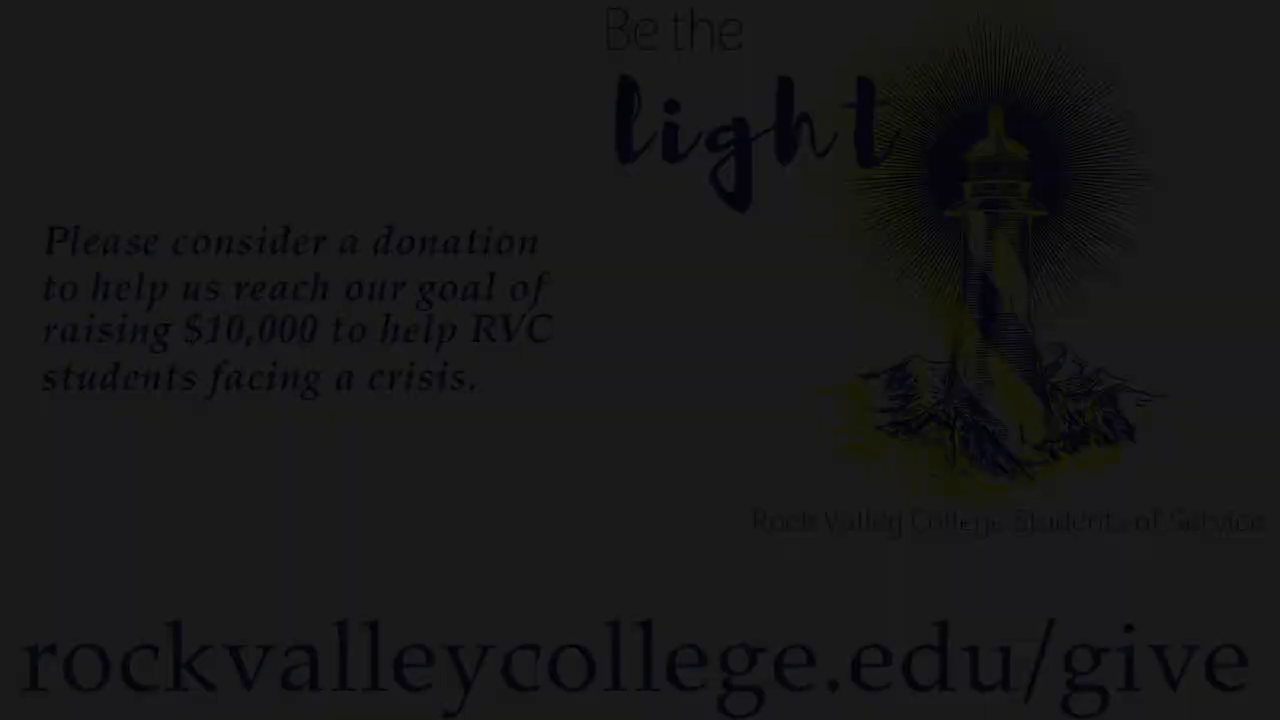 Be the
light
Please consider a donation
to help us reach our goal of
raising $10,000 to help RVC
students facing a crisis.
Rock Valley College Students of Service
rockvalleycollege.edu/give